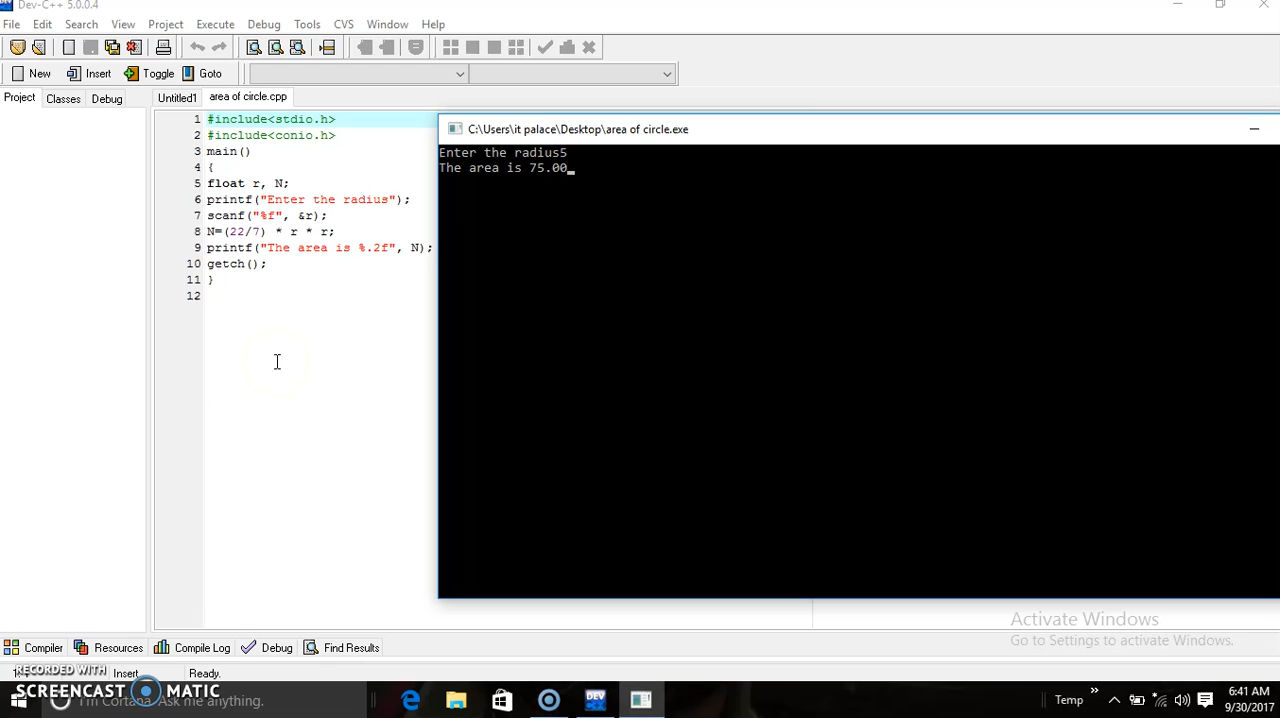 Dev-C++ 5.0.0.4
File Edit Search View Project Execute Debug Tools CVS Window Help
New Insert Toggle Goto
Project Classes Debug Untitled1 area of circle.cpp
1 #include<stdio.h>
2 #include<conio.h>
3 main()
4 {
5 float r, N;
6 printf("Enter the radius");
7 scanf("%f", &r);
8 N=(22/7) * r * r;
9 printf("The area is %.2f", N);
10 getch();
11 }
12
C:\Users\it palace\Desktop\area of circle.exe
Enter the radius5
The area is 75.00
Activate Windows
Go to Settings to activate Windows.
Compiler Resources Compile Log Debug Find Results
Insert Ready.
RECORDED WITH
SCREENCAST MATIC
I'm Cortana. Ask me anything.
DEV
Temp
6:41 AM
9/30/2017